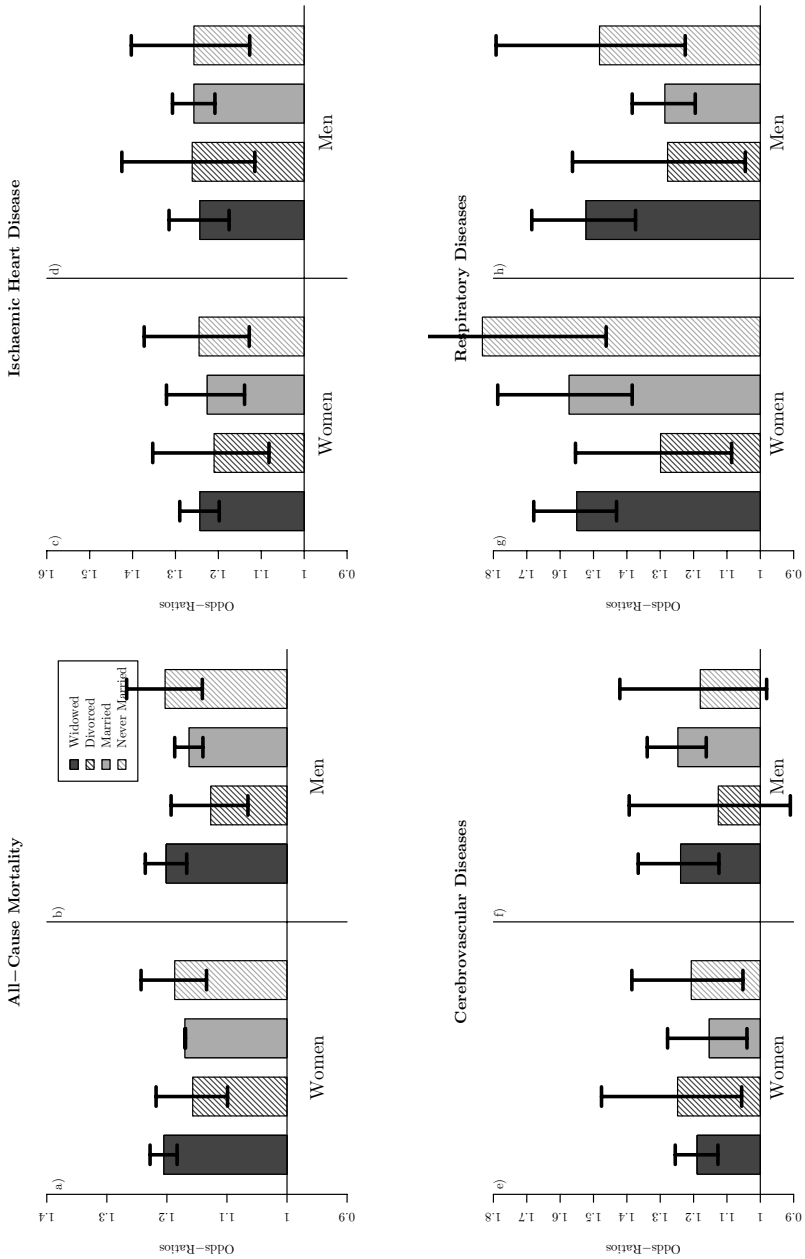 All−Cause Mortality
a)
b)
Odds−Ratios
1.4
1.3
1.2
1.1
1
0.9
Women
Men
Widowed
Divorced
Married
Never Married
Ischaemic Heart Disease
c)
d)
Odds−Ratios
1.6
1.5
1.4
1.3
1.2
1.1
1
0.9
Women
Men
Cerebrovascular Diseases
e)
f)
Odds−Ratios
1.8
1.7
1.6
1.5
1.4
1.3
1.2
1.1
1
0.9
Women
Men
Respiratory Diseases
g)
h)
Odds−Ratios
1.8
1.7
1.6
1.5
1.4
1.3
1.2
1.1
1
0.9
Women
Men